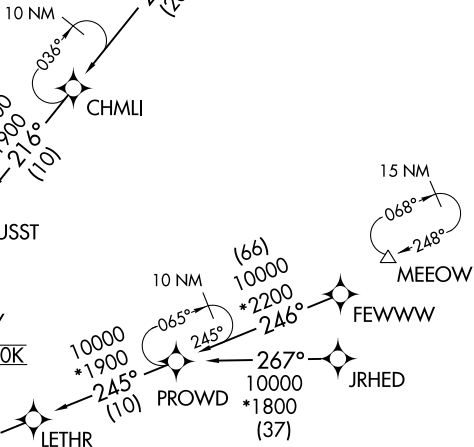 10 NM
036°
CHMLI
216°
(10)
15 NM
068°
248°
MEEOW
(66)
10000
*2200
246°
FEWWW
10 NM
065°
245°
10000
*1900
245°
(10)
PROWD
267°
10000
*1800
(37)
JRHED
LETHR